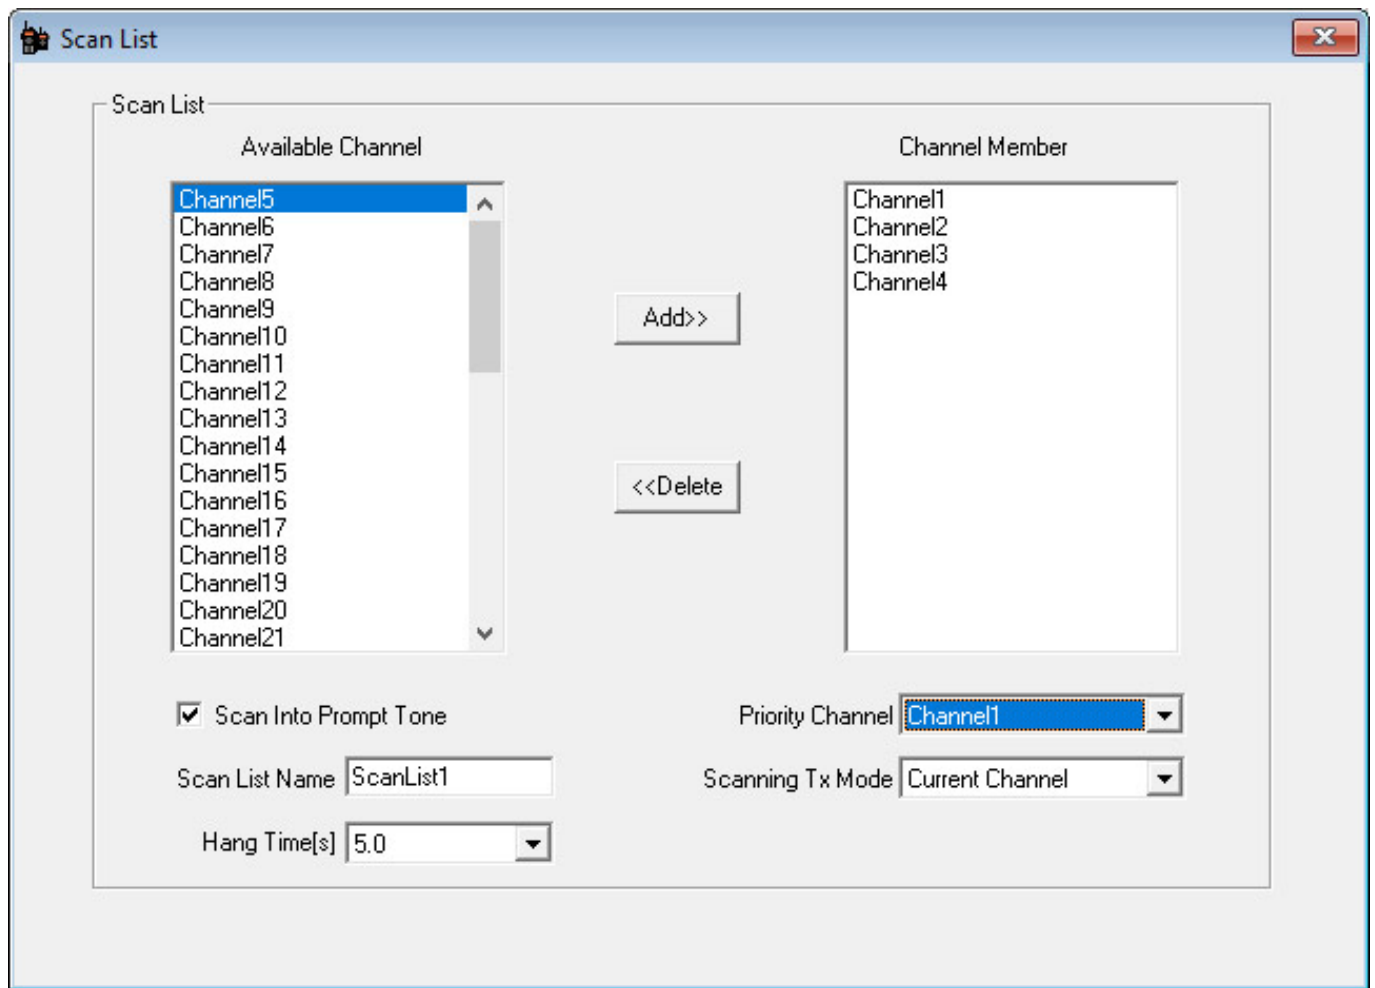 Scan List
Scan List
Available Channel
Channel5
Channel6
Channel7
Channel8
Channel9
Channel10
Channel11
Channel12
Channel13
Channel14
Channel15
Channel16
Channel17
Channel18
Channel19
Channel20
Channel21
Add>>
<<Delete
Channel Member
Channel1
Channel2
Channel3
Channel4
Scan Into Prompt Tone
Scan List Name ScanList1
Hang Time[s] 5.0
Priority Channel Channel1
Scanning Tx Mode Current Channel